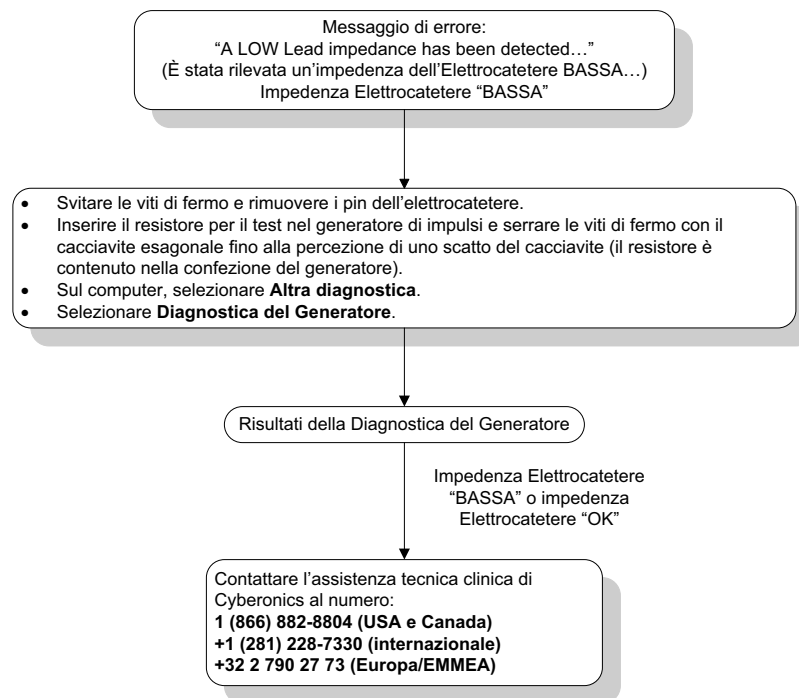 Messaggio di errore:
“A LOW Lead impedance has been detected…”
(È stata rilevata un’impedenza dell’Elettrocatetere BASSA…)
Impedenza Elettrocatetere “BASSA”
• Svitare le viti di fermo e rimuovere i pin dell’elettrocatetere.
• Inserire il resistore per il test nel generatore di impulsi e serrare le viti di fermo con il
cacciavite esagonale fino alla percezione di uno scatto del cacciavite (il resistore è
contenuto nella confezione del generatore).
• Sul computer, selezionare Altra diagnostica.
• Selezionare Diagnostica del Generatore.
Risultati della Diagnostica del Generatore
Impedenza Elettrocatetere
“BASSA” o impedenza
Elettrocatetere “OK”
Contattare l’assistenza tecnica clinica di
Cyberonics al numero:
1 (866) 882-8804 (USA e Canada)
+1 (281) 228-7330 (internazionale)
+32 2 790 27 73 (Europa/EMMEA)